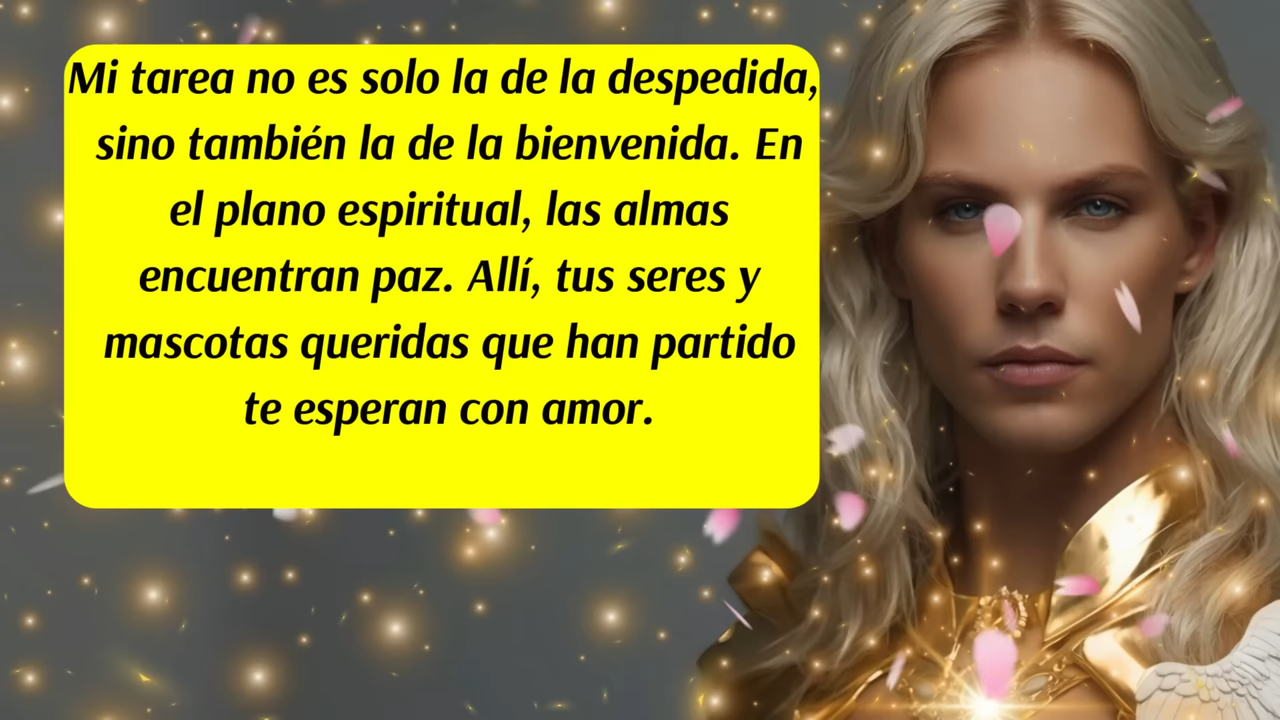 Mi tarea no es solo la de la despedida,
sino también la de la bienvenida. En
el plano espiritual, las almas
encuentran paz. Allí, tus seres y
mascotas queridas que han partido
te esperan con amor.